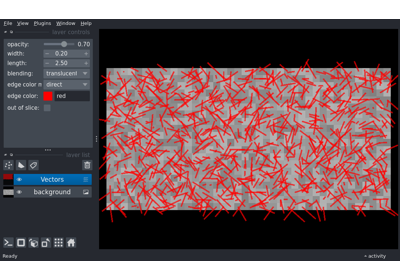 File View Plugins Window Help
layer controls
opacity: 0.70
width: 0.20
length: 2.50
blending: translucent
edge color m direct
edge color: red
out of slice:
layer list
Vectors
background
Ready
activity